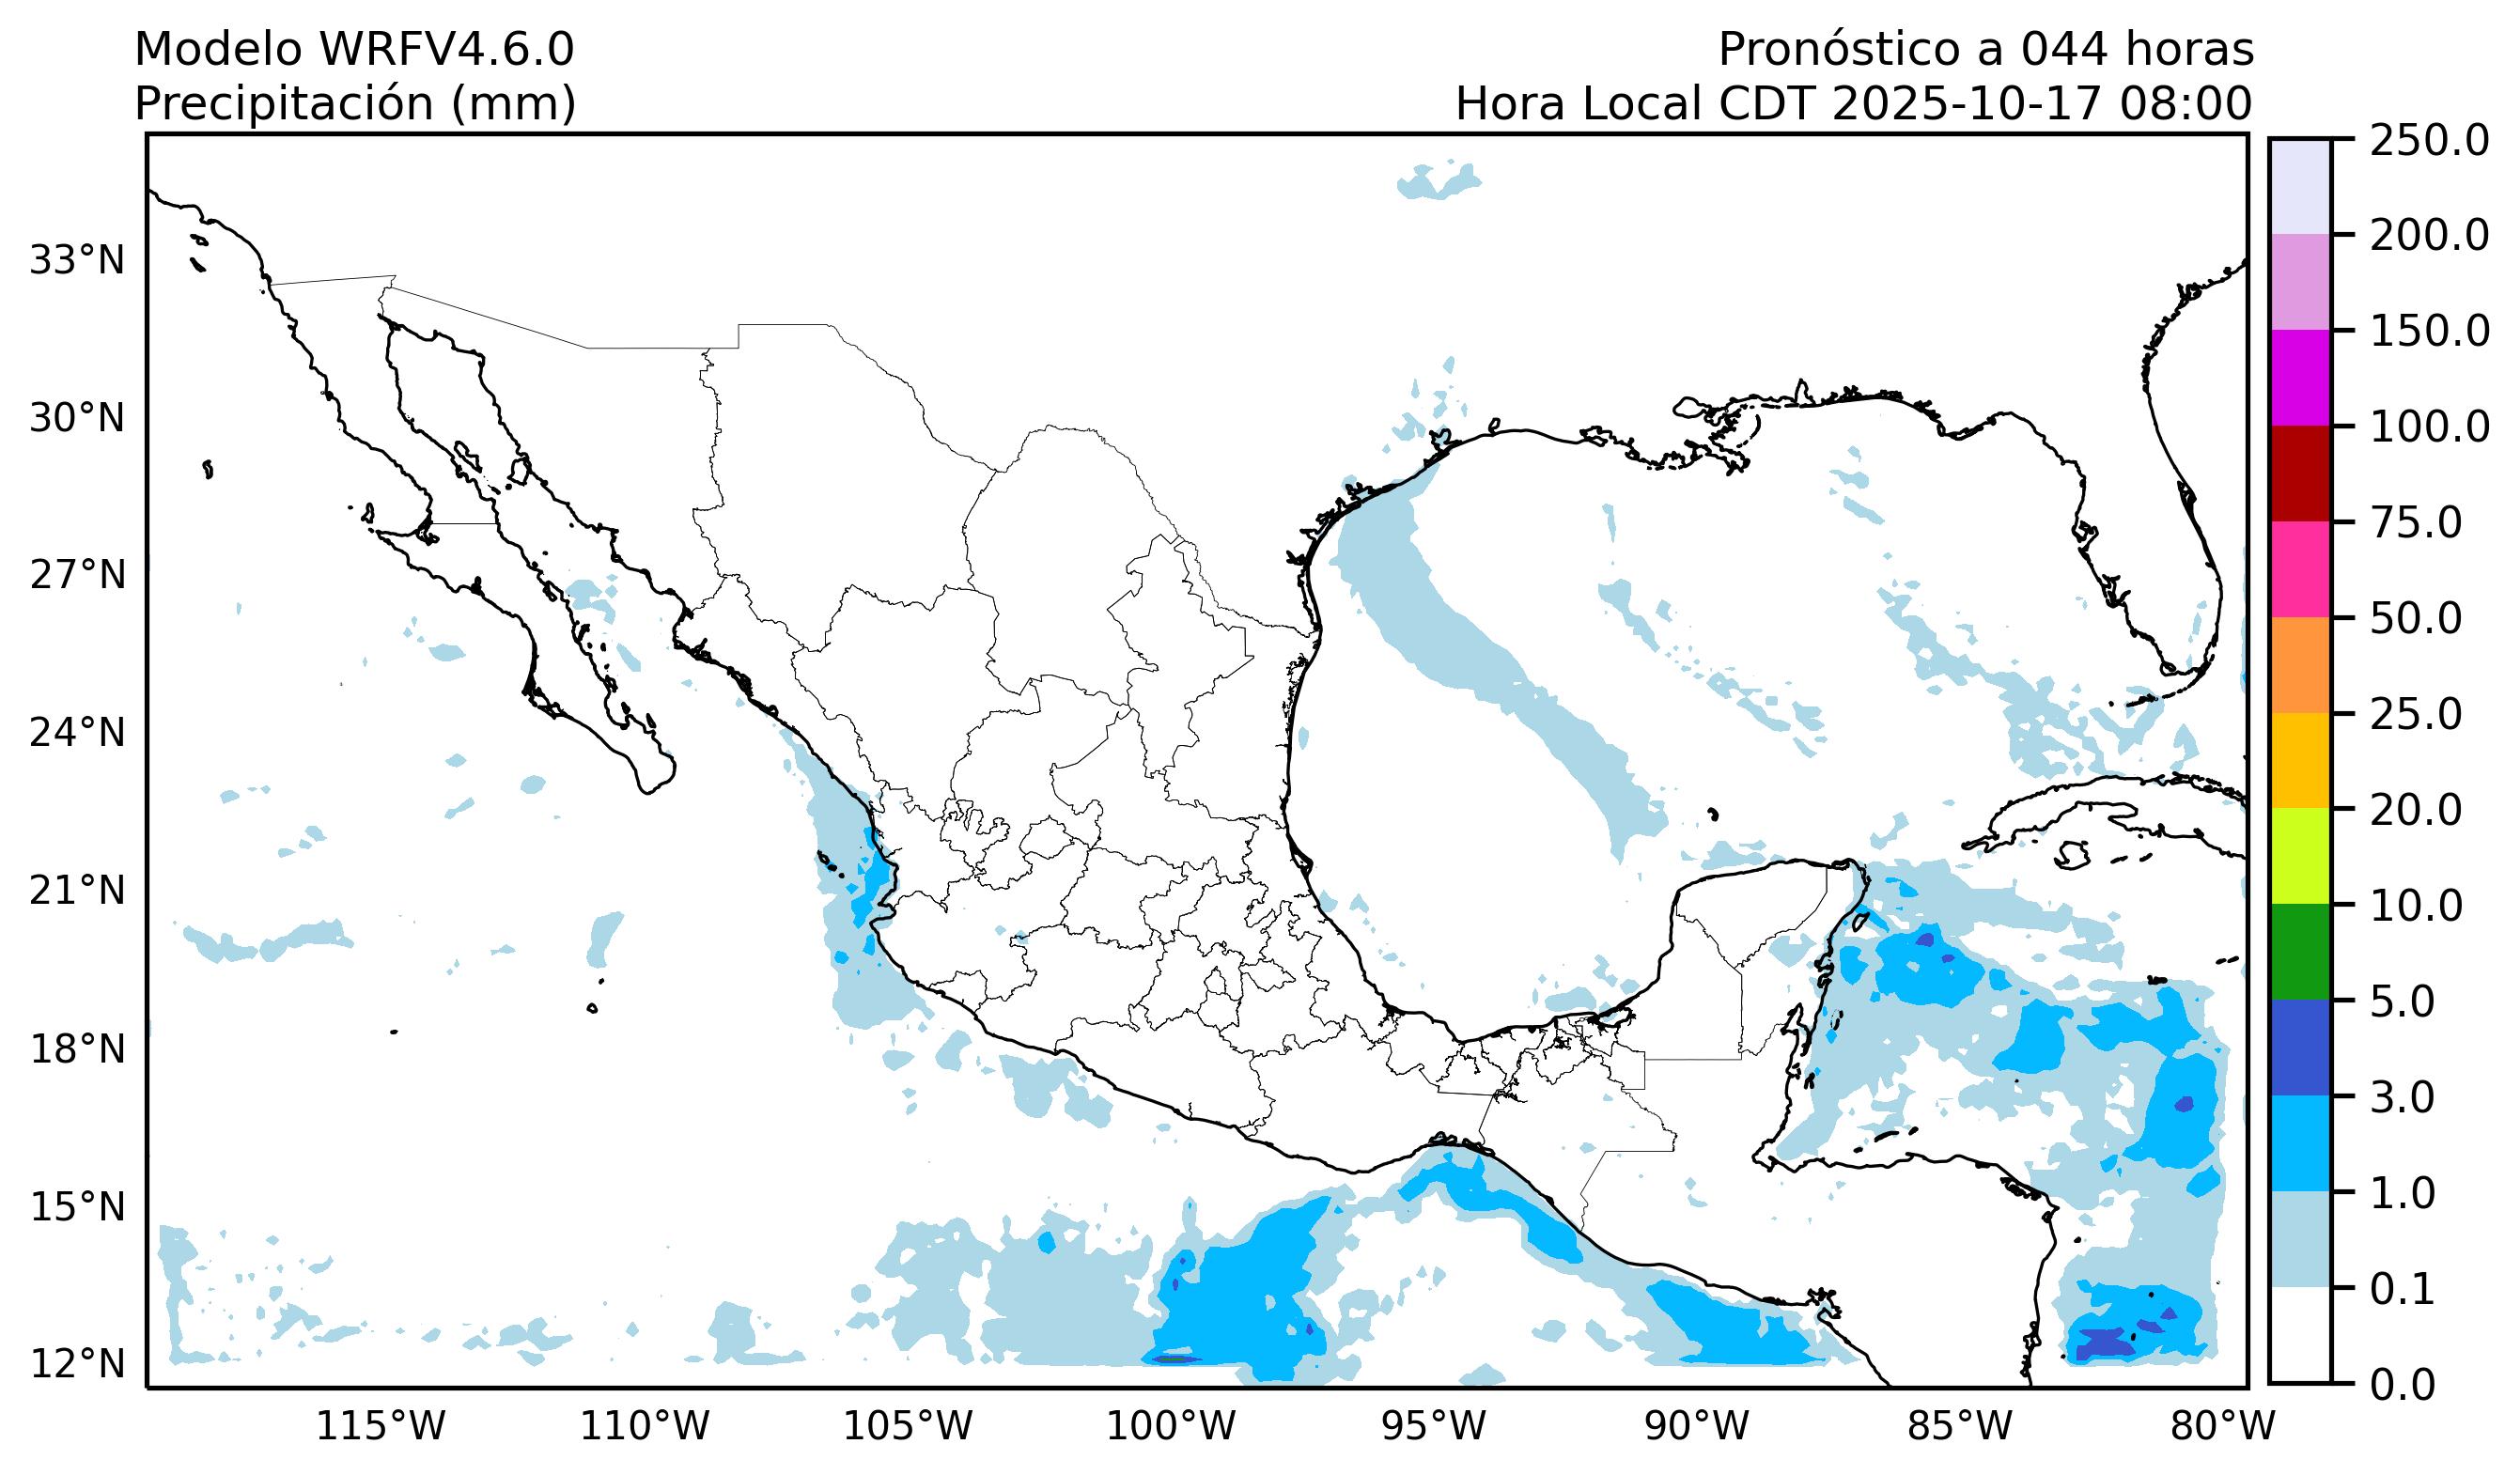 Modelo WRFV4.6.0
Precipitación (mm)
Pronóstico a 044 horas
Hora Local CDT 2025-10-17 08:00
33°N
30°N
27°N
24°N
21°N
18°N
15°N
12°N
115°W
110°W
105°W
100°W
95°W
90°W
85°W
80°W
250.0
200.0
150.0
100.0
75.0
50.0
25.0
20.0
10.0
5.0
3.0
1.0
0.1
0.0